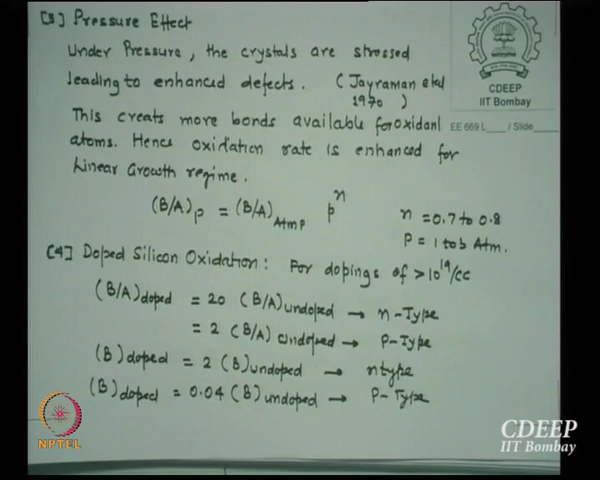 [3] Pressure Effect
Under Pressure, the crystals are stressed
leading to enhanced defects. (Jayraman et al
1970 )
This creats more bonds available for oxidant
atoms. Hence oxidation rate is enhanced for
Linear Growth regime.
(B/A)P = (B/A)AtmP P^n
n = 0.7 to 0.8
P = 1 to 5 Atm.
[4] Doped Silicon Oxidation : For dopings of >10^19/cc
(B/A)doped = 20 (B/A)undoped → n-Type
= 2 (B/A) undoped → P-Type
(B)doped = 2 (B)undoped → n type
(B)doped = 0.04 (B)undoped → P-Type
CDEEP
IIT Bombay
EE 669 L___ / Slide___
NPTEL
CDEEP
IIT Bombay